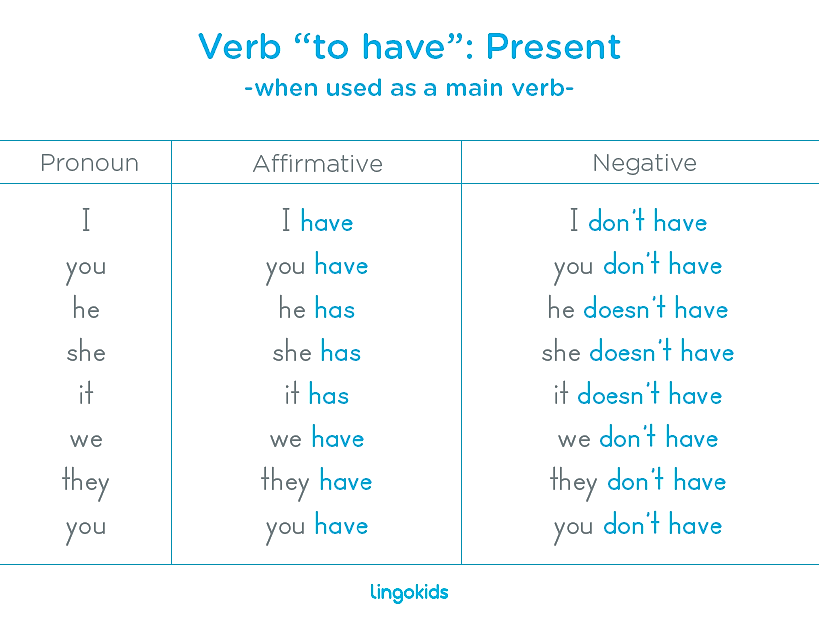 Verb “to have”: Present
-when used as a main verb-
Pronoun Affirmative Negative
I I have I don't have
you you have you don't have
he he has he doesn't have
she she has she doesn't have
it it has it doesn't have
we we have we don't have
they they have they don't have
you you have you don't have
lingokids